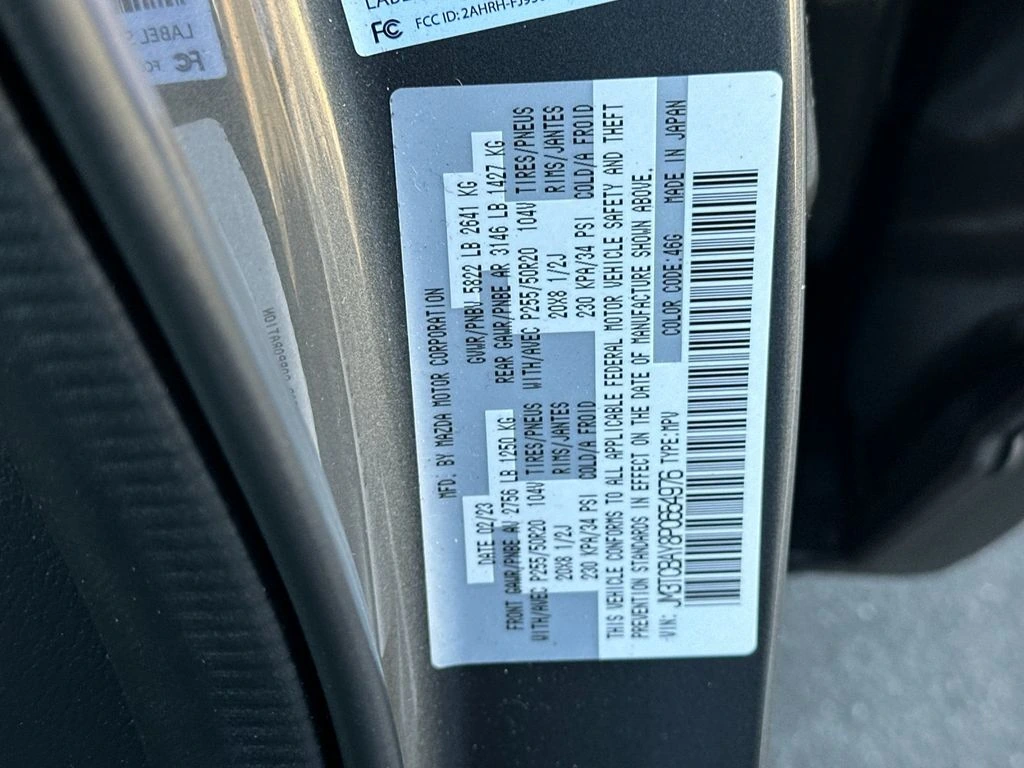 FCC ID: 2AHRH-
MFD. BY MAZDA MOTOR CORPORATION
DATE 02/23 GVWR/PNBV 5822 LB 2641 KG
FRONT GAWR/PNBE AV 2756 LB 1250 KG REAR GAWR/PNBE AR 3146 LB 1427 KG
WITH/AVEC P255/50R20 104V TIRES/PNEUS WITH/AVEC P255/50R20 104V TIRES/PNEUS
20X8 1/2J RIMS/JANTES 20X8 1/2J RIMS/JANTES
230 KPA/34 PSI COLD/A FROID 230 KPA/34 PSI COLD/A FROID
THIS VEHICLE CONFORMS TO ALL APPLICABLE FEDERAL MOTOR VEHICLE SAFETY AND THEFT
PREVENTION STANDARDS IN EFFECT ON THE DATE OF MANUFACTURE SHOWN ABOVE.
VIN: JM3TCBAY8P0654976 TYPE:MPV COLOR CODE:46G MADE IN JAPAN